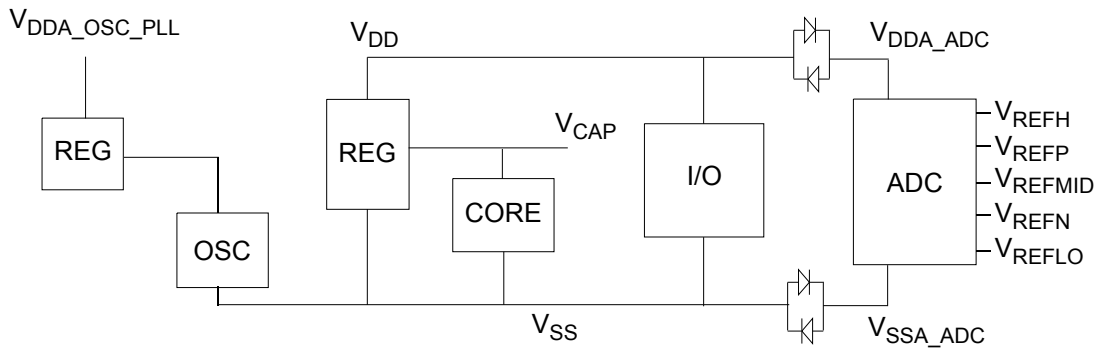 VDDA_OSC_PLL
VDD
VDDA_ADC
REG
REG
VCAP
CORE
I/O
ADC
VREFH
VREFP
VREFMID
VREFN
VREFLO
OSC
VSS
VSSA_ADC